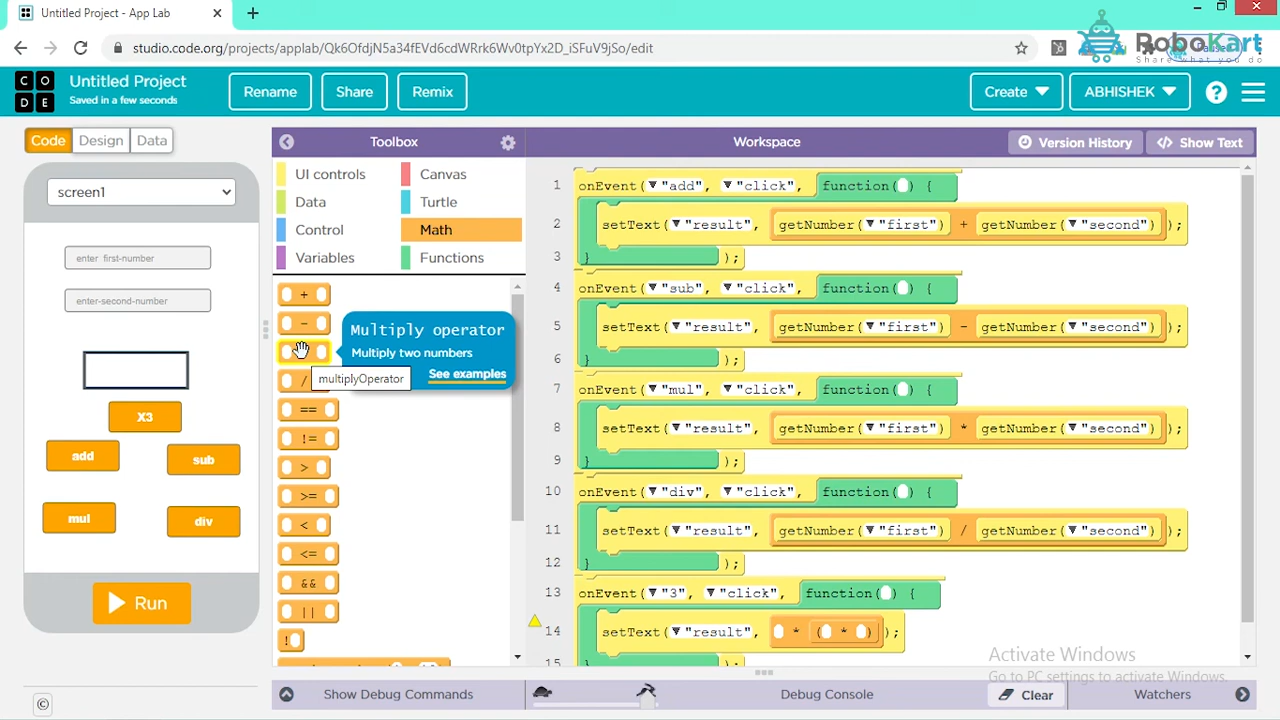 Untitled Project - App Lab
studio.code.org/projects/applab/Qk6OfdjN5a34fEVd6cdWRrk6Wv0tpYx2D_iSFuV9jSo/edit
ROBOKART
Share what you do
C O
D E
Untitled Project
Saved in a few seconds
Rename
Share
Remix
Create
ABHISHEK
?
Code
Design
Data
Toolbox
Workspace
Version History
</> Show Text
screen1
enter first-number
enter-second-number
X3
add
sub
mul
div
Run
UI controls
Canvas
Data
Turtle
Control
Math
Variables
Functions
+
-
/
==
!=
>
>=
<
<=
&&
||
!
Multiply operator
Multiply two numbers
See examples
multiplyOperator
1 onEvent( "add", "click", function( ) {
2 setText( "result", getNumber( "first") + getNumber( "second") );
3 } );
4 onEvent( "sub", "click", function( ) {
5 setText( "result", getNumber( "first") - getNumber( "second") );
6 } );
7 onEvent( "mul", "click", function( ) {
8 setText( "result", getNumber( "first") * getNumber( "second") );
9 } );
10 onEvent( "div", "click", function( ) {
11 setText( "result", getNumber( "first") / getNumber( "second") );
12 } );
13 onEvent( "3", "click", function( ) {
14 setText( "result", * ( * ) );
15 } );
Activate Windows
Go to PC settings to activate Windows.
©
Show Debug Commands
Debug Console
Clear
Watchers